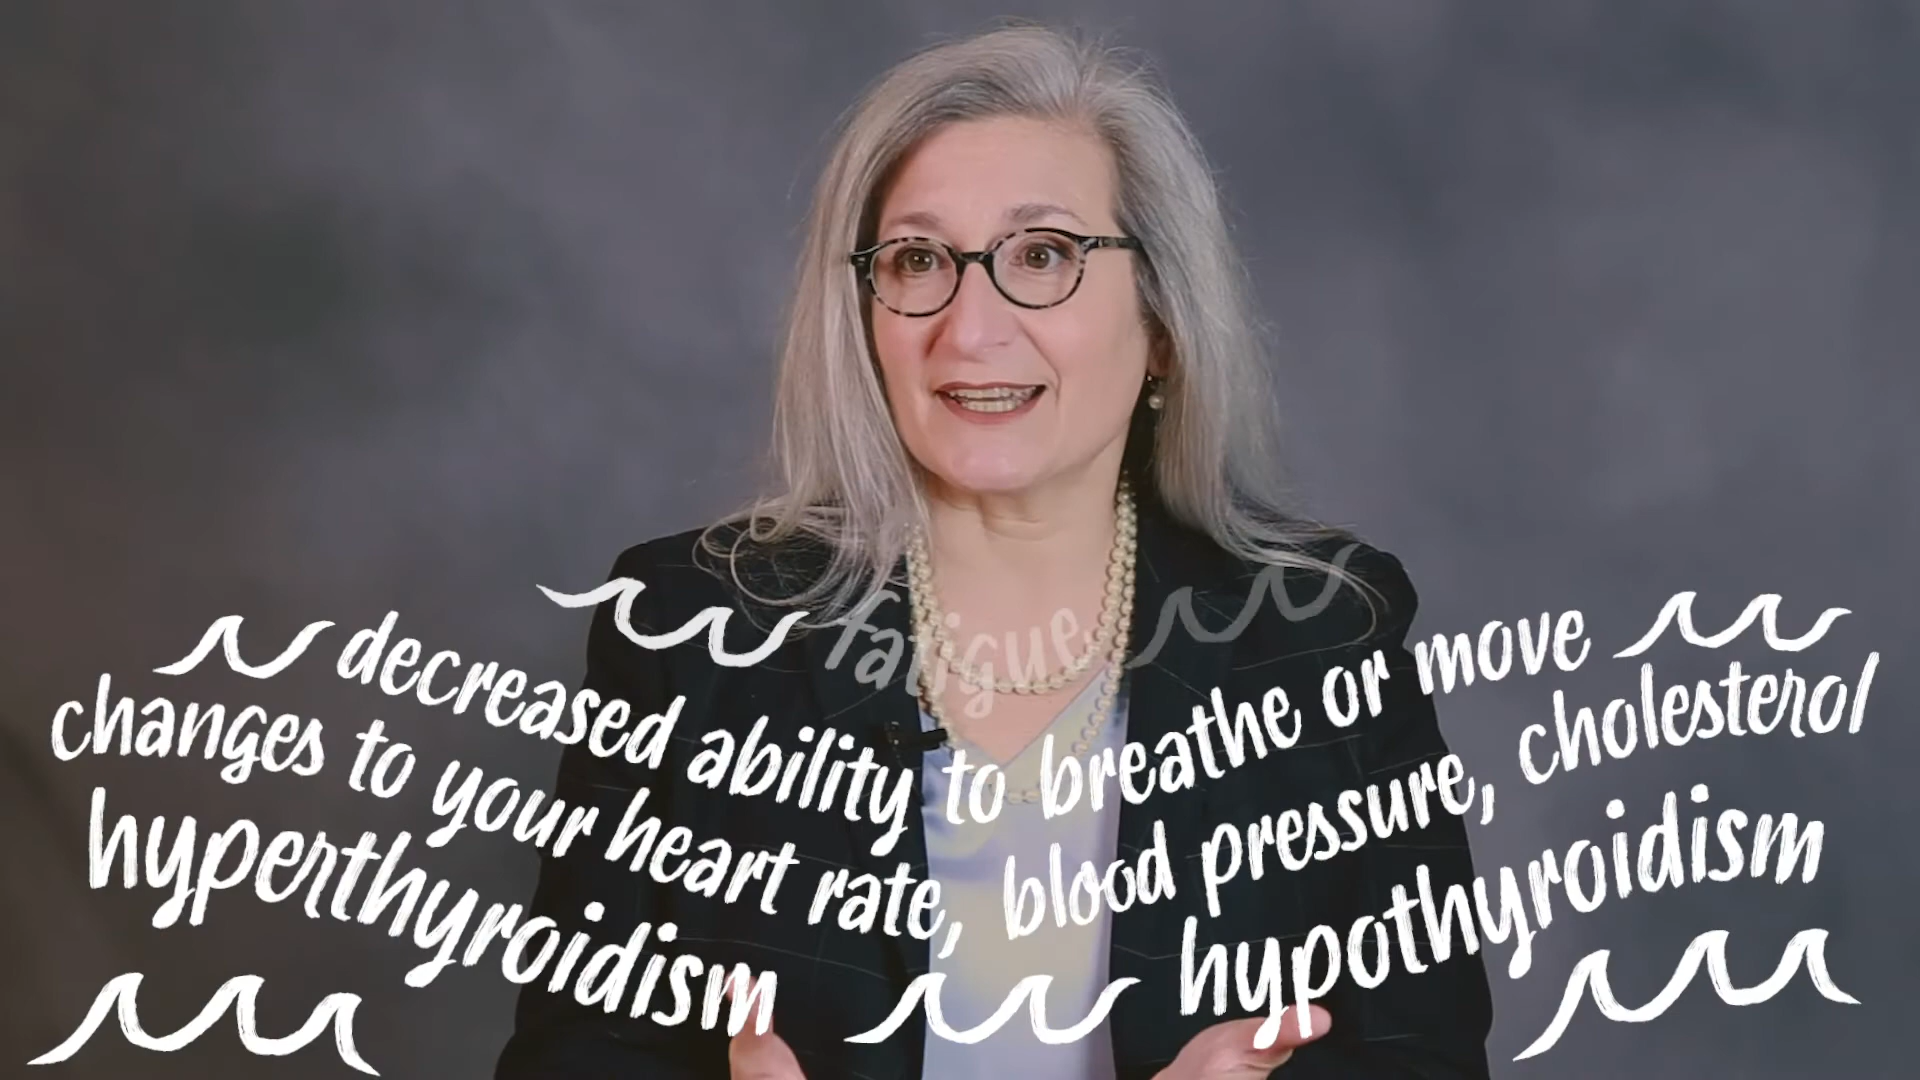 fatigue
decreased ability to breathe or move
changes to your heart rate, blood pressure, cholesterol
hyperthyroidism hypothyroidism